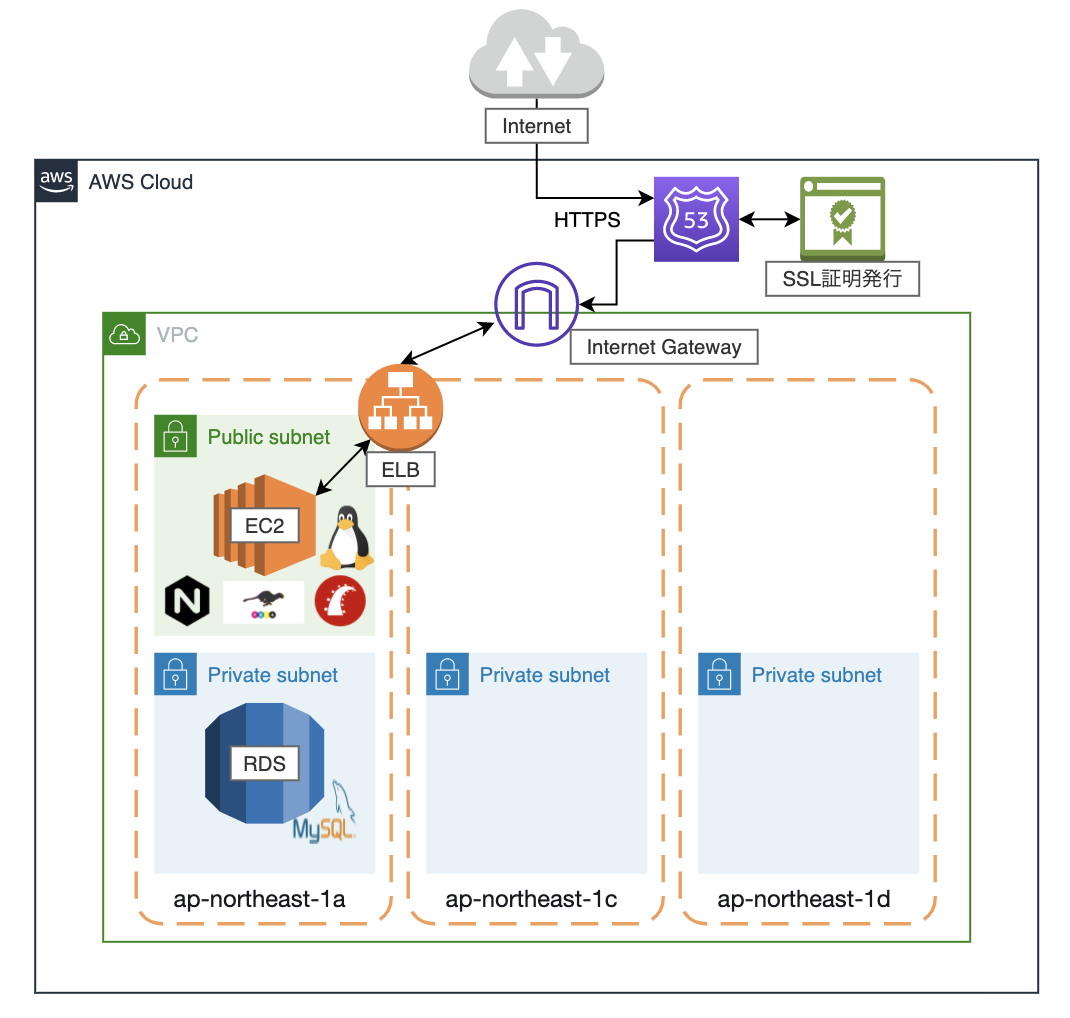 Internet
aws
AWS Cloud
HTTPS
53
SSL証明発行
VPC
Internet Gateway
Public subnet
ELB
EC2
N
Private subnet
Private subnet
Private subnet
RDS
MySQL
ap-northeast-1a
ap-northeast-1c
ap-northeast-1d